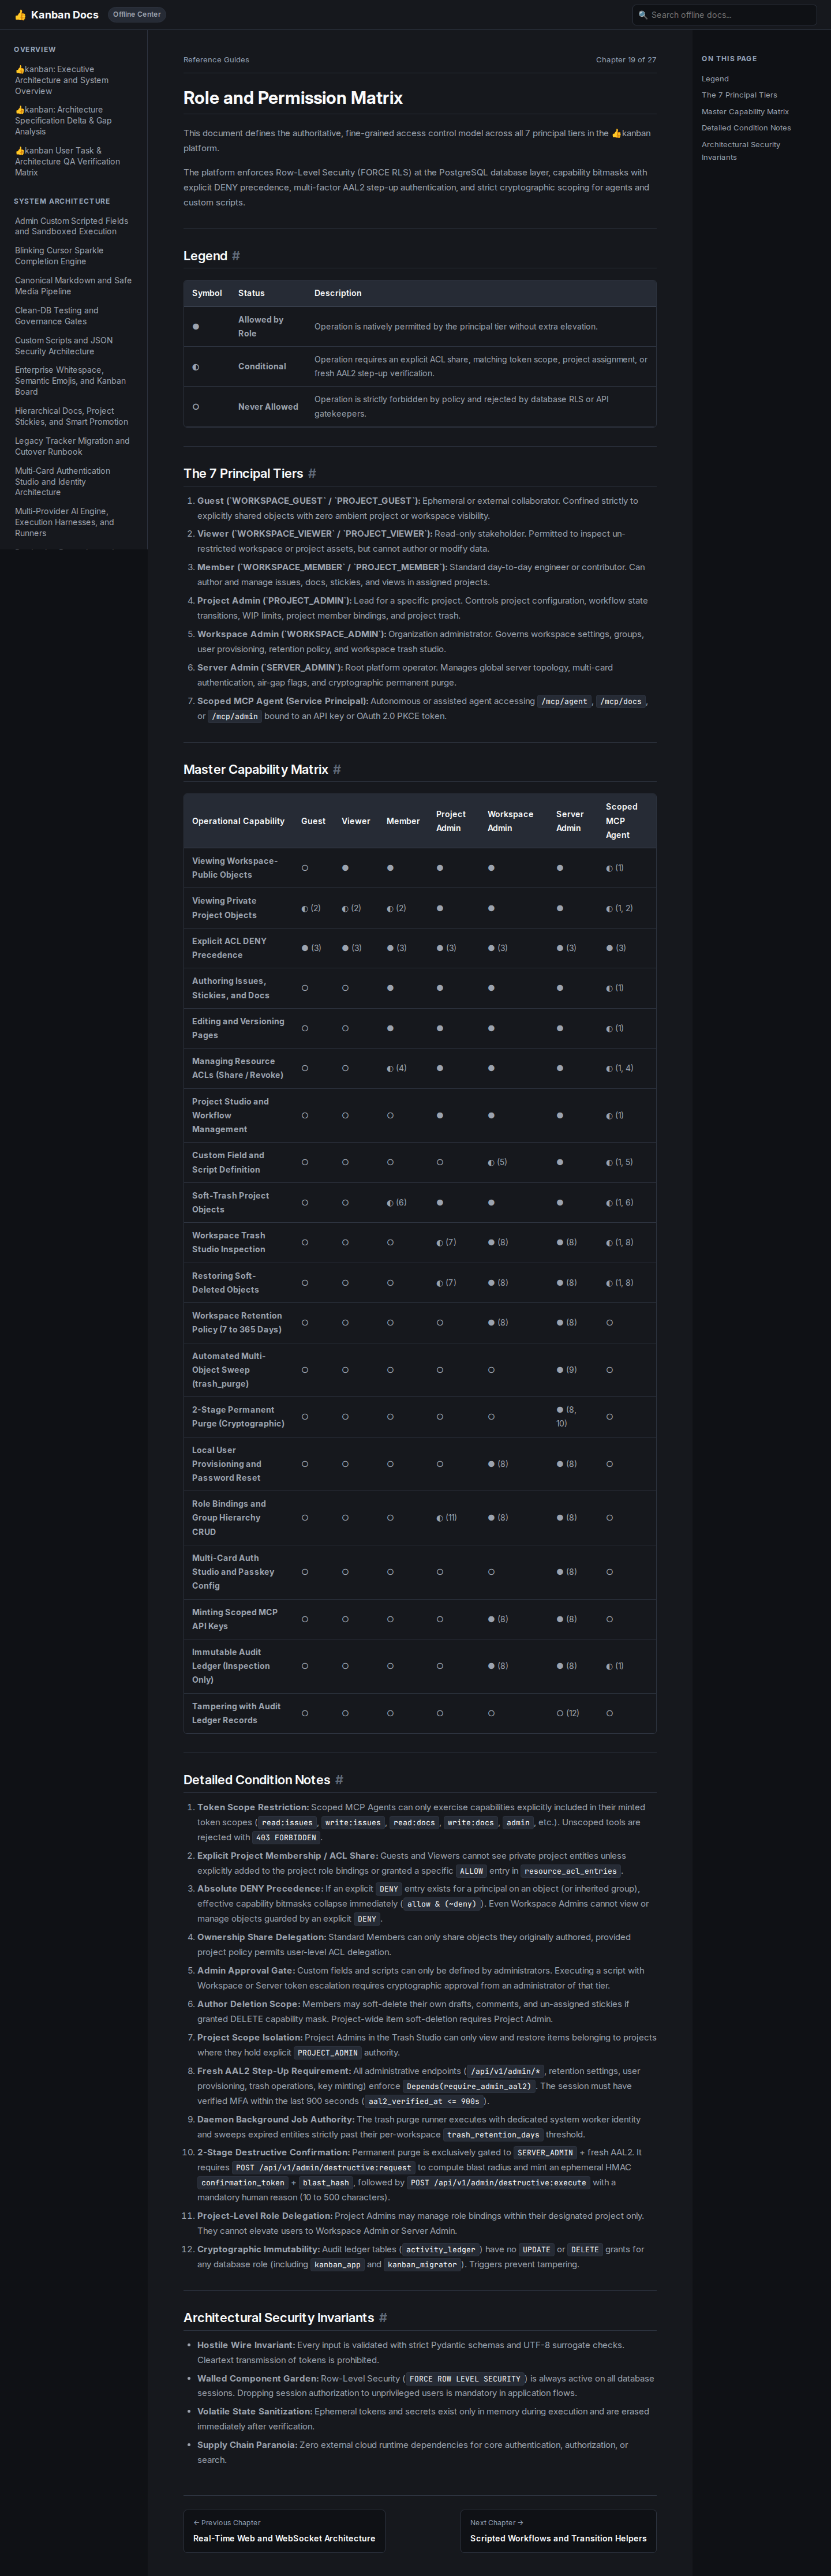 👍 Kanban Docs Offline Center
🔍 Search offline docs...
OVERVIEW
👍kanban: Executive
Architecture and System
Overview
👍kanban: Architecture
Specification Delta & Gap
Analysis
👍kanban User Task &
Architecture QA Verification
Matrix
SYSTEM ARCHITECTURE
Admin Custom Scripted Fields
and Sandboxed Execution
Blinking Cursor Sparkle
Completion Engine
Canonical Markdown and Safe
Media Pipeline
Clean-DB Testing and
Governance Gates
Custom Scripts and JSON
Security Architecture
Enterprise Whitespace,
Semantic Emojis, and Kanban
Board
Hierarchical Docs, Project
Stickies, and Smart Promotion
Legacy Tracker Migration and
Cutover Runbook
Multi-Card Authentication
Studio and Identity
Architecture
Multi-Provider AI Engine,
Execution Harnesses, and
Runners
Reference Guides
Chapter 19 of 27
Role and Permission Matrix
This document defines the authoritative, fine-grained access control model across all 7 principal tiers in the 👍kanban
platform.
The platform enforces Row-Level Security (FORCE RLS) at the PostgreSQL database layer, capability bitmasks with
explicit DENY precedence, multi-factor AAL2 step-up authentication, and strict cryptographic scoping for agents and
custom scripts.
Legend #
Symbol Status Description
● Allowed by Role Operation is natively permitted by the principal tier without extra elevation.
◐ Conditional Operation requires an explicit ACL share, matching token scope, project assignment, or
fresh AAL2 step-up verification.
○ Never Allowed Operation is strictly forbidden by policy and rejected by database RLS or API
gatekeepers.
The 7 Principal Tiers #
1. Guest (`WORKSPACE_GUEST` / `PROJECT_GUEST`): Ephemeral or external collaborator. Confined strictly to
explicitly shared objects with zero ambient project or workspace visibility.
2. Viewer (`WORKSPACE_VIEWER` / `PROJECT_VIEWER`): Read-only stakeholder. Permitted to inspect un-
restricted workspace or project assets, but cannot author or modify data.
3. Member (`WORKSPACE_MEMBER` / `PROJECT_MEMBER`): Standard day-to-day engineer or contributor. Can
author and manage issues, docs, stickies, and views in assigned projects.
4. Project Admin (`PROJECT_ADMIN`): Lead for a specific project. Controls project configuration, workflow state
transitions, WIP limits, project member bindings, and project trash.
5. Workspace Admin (`WORKSPACE_ADMIN`): Organization administrator. Governs workspace settings, groups,
user provisioning, retention policy, and workspace trash studio.
6. Server Admin (`SERVER_ADMIN`): Root platform operator. Manages global server topology, multi-card
authentication, air-gap flags, and cryptographic permanent purge.
7. Scoped MCP Agent (Service Principal): Autonomous or assisted agent accessing /mcp/agent, /mcp/docs,
or /mcp/admin bound to an API key or OAuth 2.0 PKCE token.
Master Capability Matrix #
Operational Capability Guest Viewer Member Project Admin Workspace Admin Server Admin Scoped MCP Agent
Viewing Workspace-Public Objects ○ ● ● ● ● ● ◐ (1)
Viewing Private Project Objects ◐ (2) ◐ (2) ◐ (2) ● ● ● ◐ (1, 2)
Explicit ACL DENY Precedence ● (3) ● (3) ● (3) ● (3) ● (3) ● (3) ● (3)
Authoring Issues, Stickies, and Docs ○ ○ ● ● ● ● ◐ (1)
Editing and Versioning Pages ○ ○ ● ● ● ● ◐ (1)
Managing Resource ACLs (Share / Revoke) ○ ○ ◐ (4) ● ● ● ◐ (1, 4)
Project Studio and Workflow Management ○ ○ ○ ● ● ● ◐ (1)
Custom Field and Script Definition ○ ○ ○ ○ ◐ (5) ● ◐ (1, 5)
Soft-Trash Project Objects ○ ○ ◐ (6) ● ● ● ◐ (1, 6)
Workspace Trash Studio Inspection ○ ○ ○ ◐ (7) ● (8) ● (8) ◐ (1, 8)
Restoring Soft-Deleted Objects ○ ○ ○ ◐ (7) ● (8) ● (8) ◐ (1, 8)
Workspace Retention Policy (7 to 365 Days) ○ ○ ○ ○ ● (8) ● (8) ○
Automated Multi-Object Sweep (trash_purge) ○ ○ ○ ○ ○ ● (9) ○
2-Stage Permanent Purge (Cryptographic) ○ ○ ○ ○ ○ ● (8, 10) ○
Local User Provisioning and Password Reset ○ ○ ○ ○ ● (8) ● (8) ○
Role Bindings and Group Hierarchy CRUD ○ ○ ○ ◐ (11) ● (8) ● (8) ○
Multi-Card Auth Studio and Passkey Config ○ ○ ○ ○ ○ ● (8) ○
Minting Scoped MCP API Keys ○ ○ ○ ○ ● (8) ● (8) ○
Immutable Audit Ledger (Inspection Only) ○ ○ ○ ○ ● (8) ● (8) ◐ (1)
Tampering with Audit Ledger Records ○ ○ ○ ○ ○ ○ (12) ○
Detailed Condition Notes #
1. Token Scope Restriction: Scoped MCP Agents can only exercise capabilities explicitly included in their minted
token scopes (read:issues, write:issues, read:docs, write:docs, admin, etc.). Unscoped tools are
rejected with 403 FORBIDDEN.
2. Explicit Project Membership / ACL Share: Guests and Viewers cannot see private project entities unless
explicitly added to the project role bindings or granted a specific ALLOW entry in resource_acl_entries.
3. Absolute DENY Precedence: If an explicit DENY entry exists for a principal on an object (or inherited group),
effective capability bitmasks collapse immediately (allow & (~deny)). Even Workspace Admins cannot view or
manage objects guarded by an explicit DENY.
4. Ownership Share Delegation: Standard Members can only share objects they originally authored, provided
project policy permits user-level ACL delegation.
5. Admin Approval Gate: Custom fields and scripts can only be defined by administrators. Executing a script with
Workspace or Server token escalation requires cryptographic approval from an administrator of that tier.
6. Author Deletion Scope: Members may soft-delete their own drafts, comments, and un-assigned stickies if
granted DELETE capability mask. Project-wide item soft-deletion requires Project Admin.
7. Project Scope Isolation: Project Admins in the Trash Studio can only view and restore items belonging to projects
where they hold explicit PROJECT_ADMIN authority.
8. Fresh AAL2 Step-Up Requirement: All administrative endpoints (/api/v1/admin/*, retention settings, user
provisioning, trash operations, key minting) enforce Depends(require_admin_aal2). The session must have
verified MFA within the last 900 seconds (aal2_verified_at <= 900s).
9. Daemon Background Job Authority: The trash purge runner executes with dedicated system worker identity
and sweeps expired entities strictly past their per-workspace trash_retention_days threshold.
10. 2-Stage Destructive Confirmation: Permanent purge is exclusively gated to SERVER_ADMIN + fresh AAL2. It
requires POST /api/v1/admin/destructive:request to compute blast radius and mint an ephemeral HMAC
confirmation_token + blast_hash, followed by POST /api/v1/admin/destructive:execute with a
mandatory human reason (10 to 500 characters).
11. Project-Level Role Delegation: Project Admins may manage role bindings within their designated project only.
They cannot elevate users to Workspace Admin or Server Admin.
12. Cryptographic Immutability: Audit ledger tables (activity_ledger) have no UPDATE or DELETE grants for
any database role (including kanban_app and kanban_migrator). Triggers prevent tampering.
Architectural Security Invariants #
• Hostile Wire Invariant: Every input is validated with strict Pydantic schemas and UTF-8 surrogate checks.
Cleartext transmission of tokens is prohibited.
• Walled Component Garden: Row-Level Security (FORCE ROW LEVEL SECURITY) is always active on all database
sessions. Dropping session authorization to unprivileged users is mandatory in application flows.
• Volatile State Sanitization: Ephemeral tokens and secrets exist only in memory during execution and are erased
immediately after verification.
• Supply Chain Paranoia: Zero external cloud runtime dependencies for core authentication, authorization, or
search.
← Previous Chapter
Real-Time Web and WebSocket Architecture
Next Chapter →
Scripted Workflows and Transition Helpers
ON THIS PAGE
Legend
The 7 Principal Tiers
Master Capability Matrix
Detailed Condition Notes
Architectural Security
Invariants